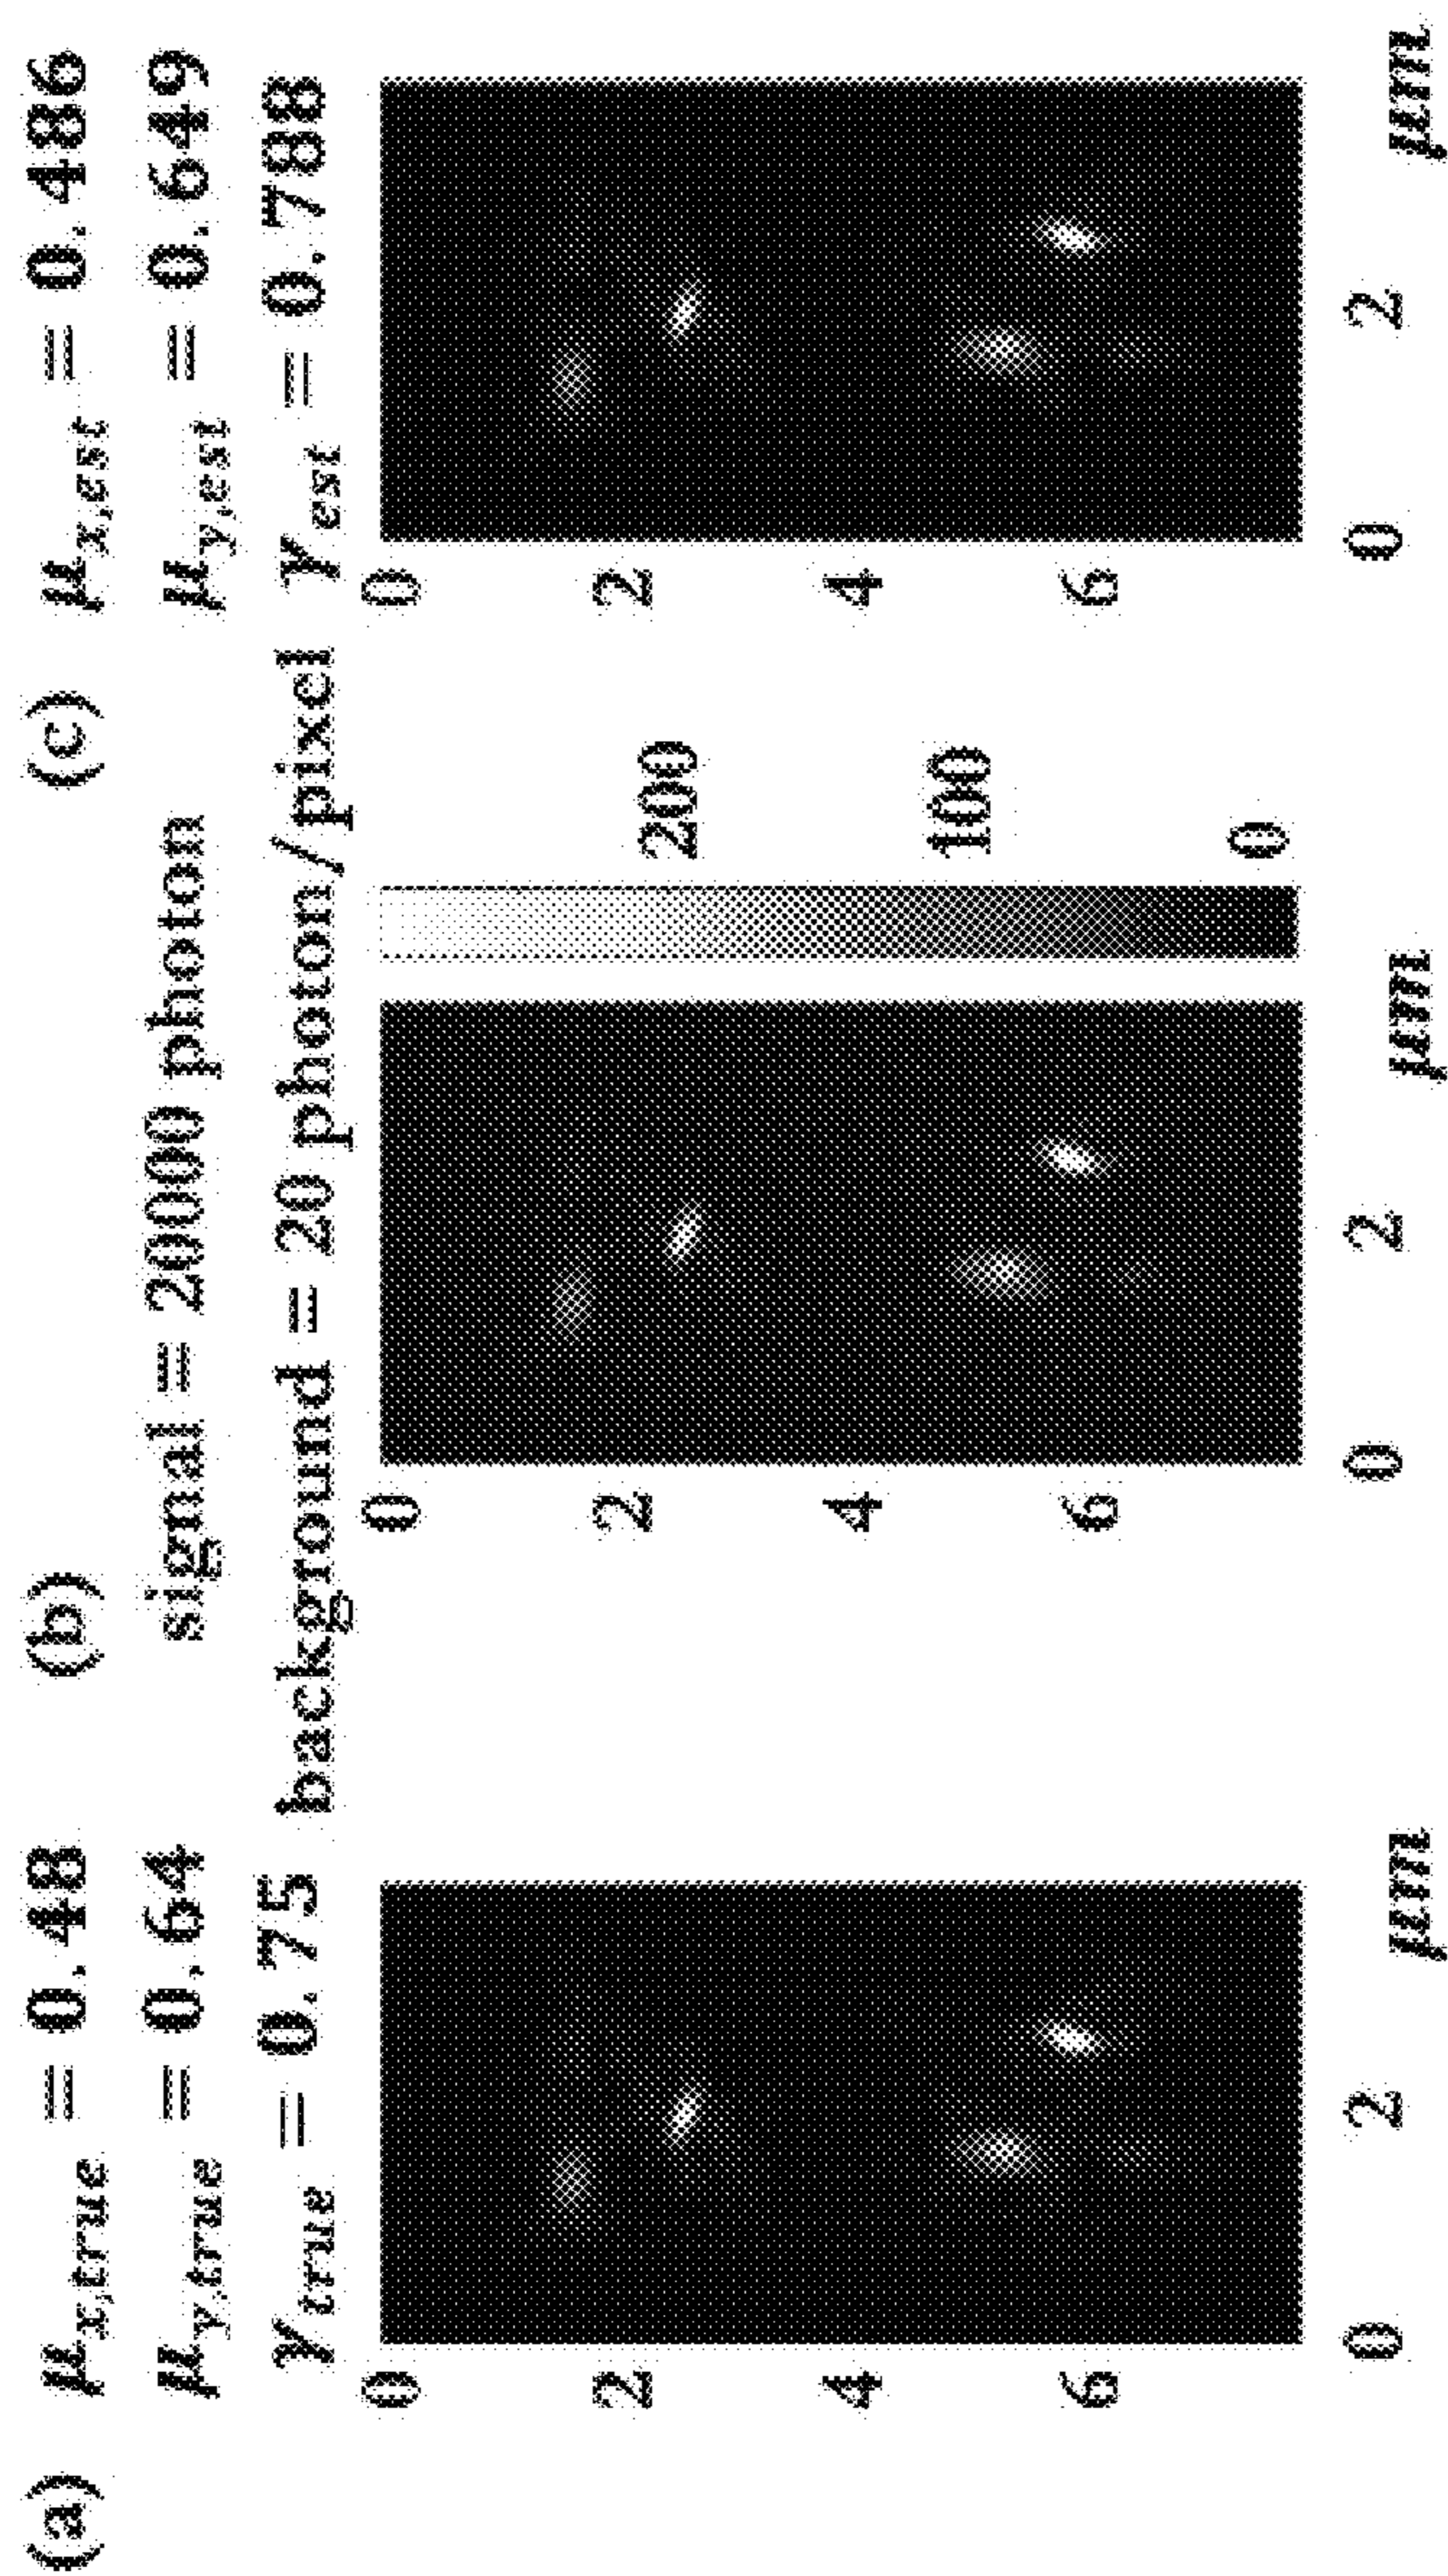 (a)
μx,true = 0.48
μy,true = 0.64
γtrue = 0.75
0
2
4
6
0
2
μm
(b)
signal = 20000 photon
background = 20 photon/pixel
0
2
4
6
0
2
μm
200
100
0
(c)
μx,est = 0.486
μy,est = 0.649
γest = 0.788
0
2
4
6
0
2
μm